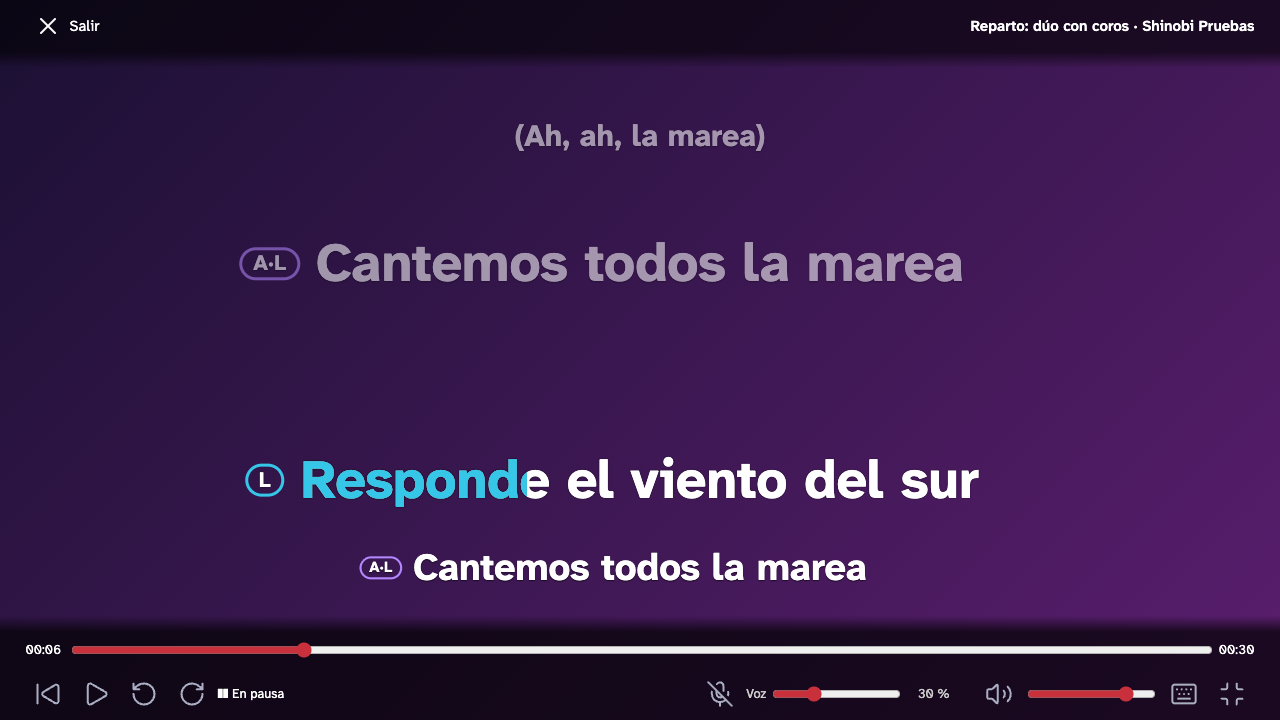 Salir
Reparto: dúo con coros · Shinobi Pruebas
(Ah, ah, la marea)
A·L Cantemos todos la marea
L Responde el viento del sur
A·L Cantemos todos la marea
00:06
00:30
En pausa
Voz
30 %